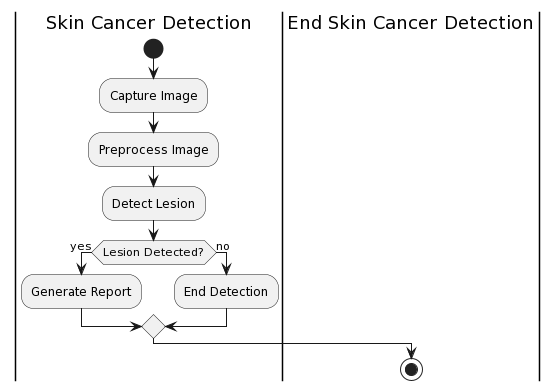 Skin Cancer Detection
End Skin Cancer Detection
Capture Image
Preprocess Image
Detect Lesion
yes
Lesion Detected?
no
Generate Report
End Detection